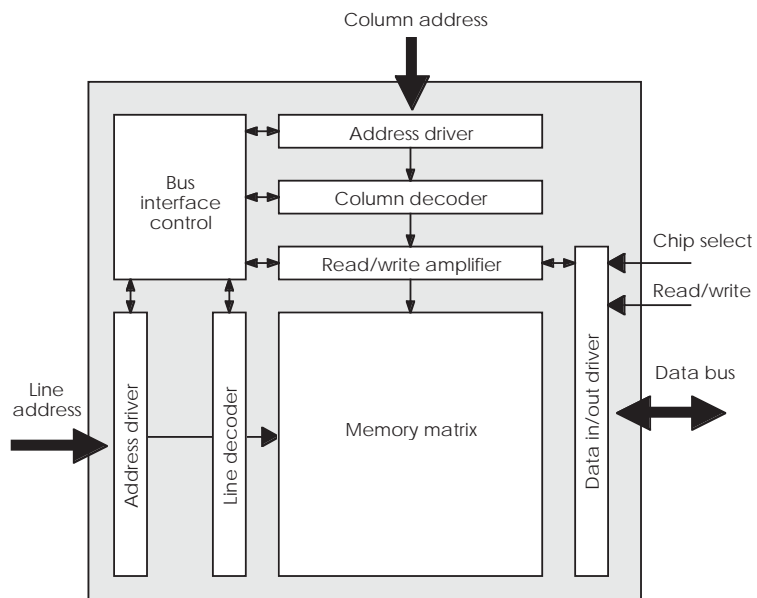 Column address
Address driver
Bus
interface
control
Column decoder
Read/write amplifier
Chip select
Read/write
Data bus
Line
address
Address driver
Line decoder
Memory matrix
Data in/out driver